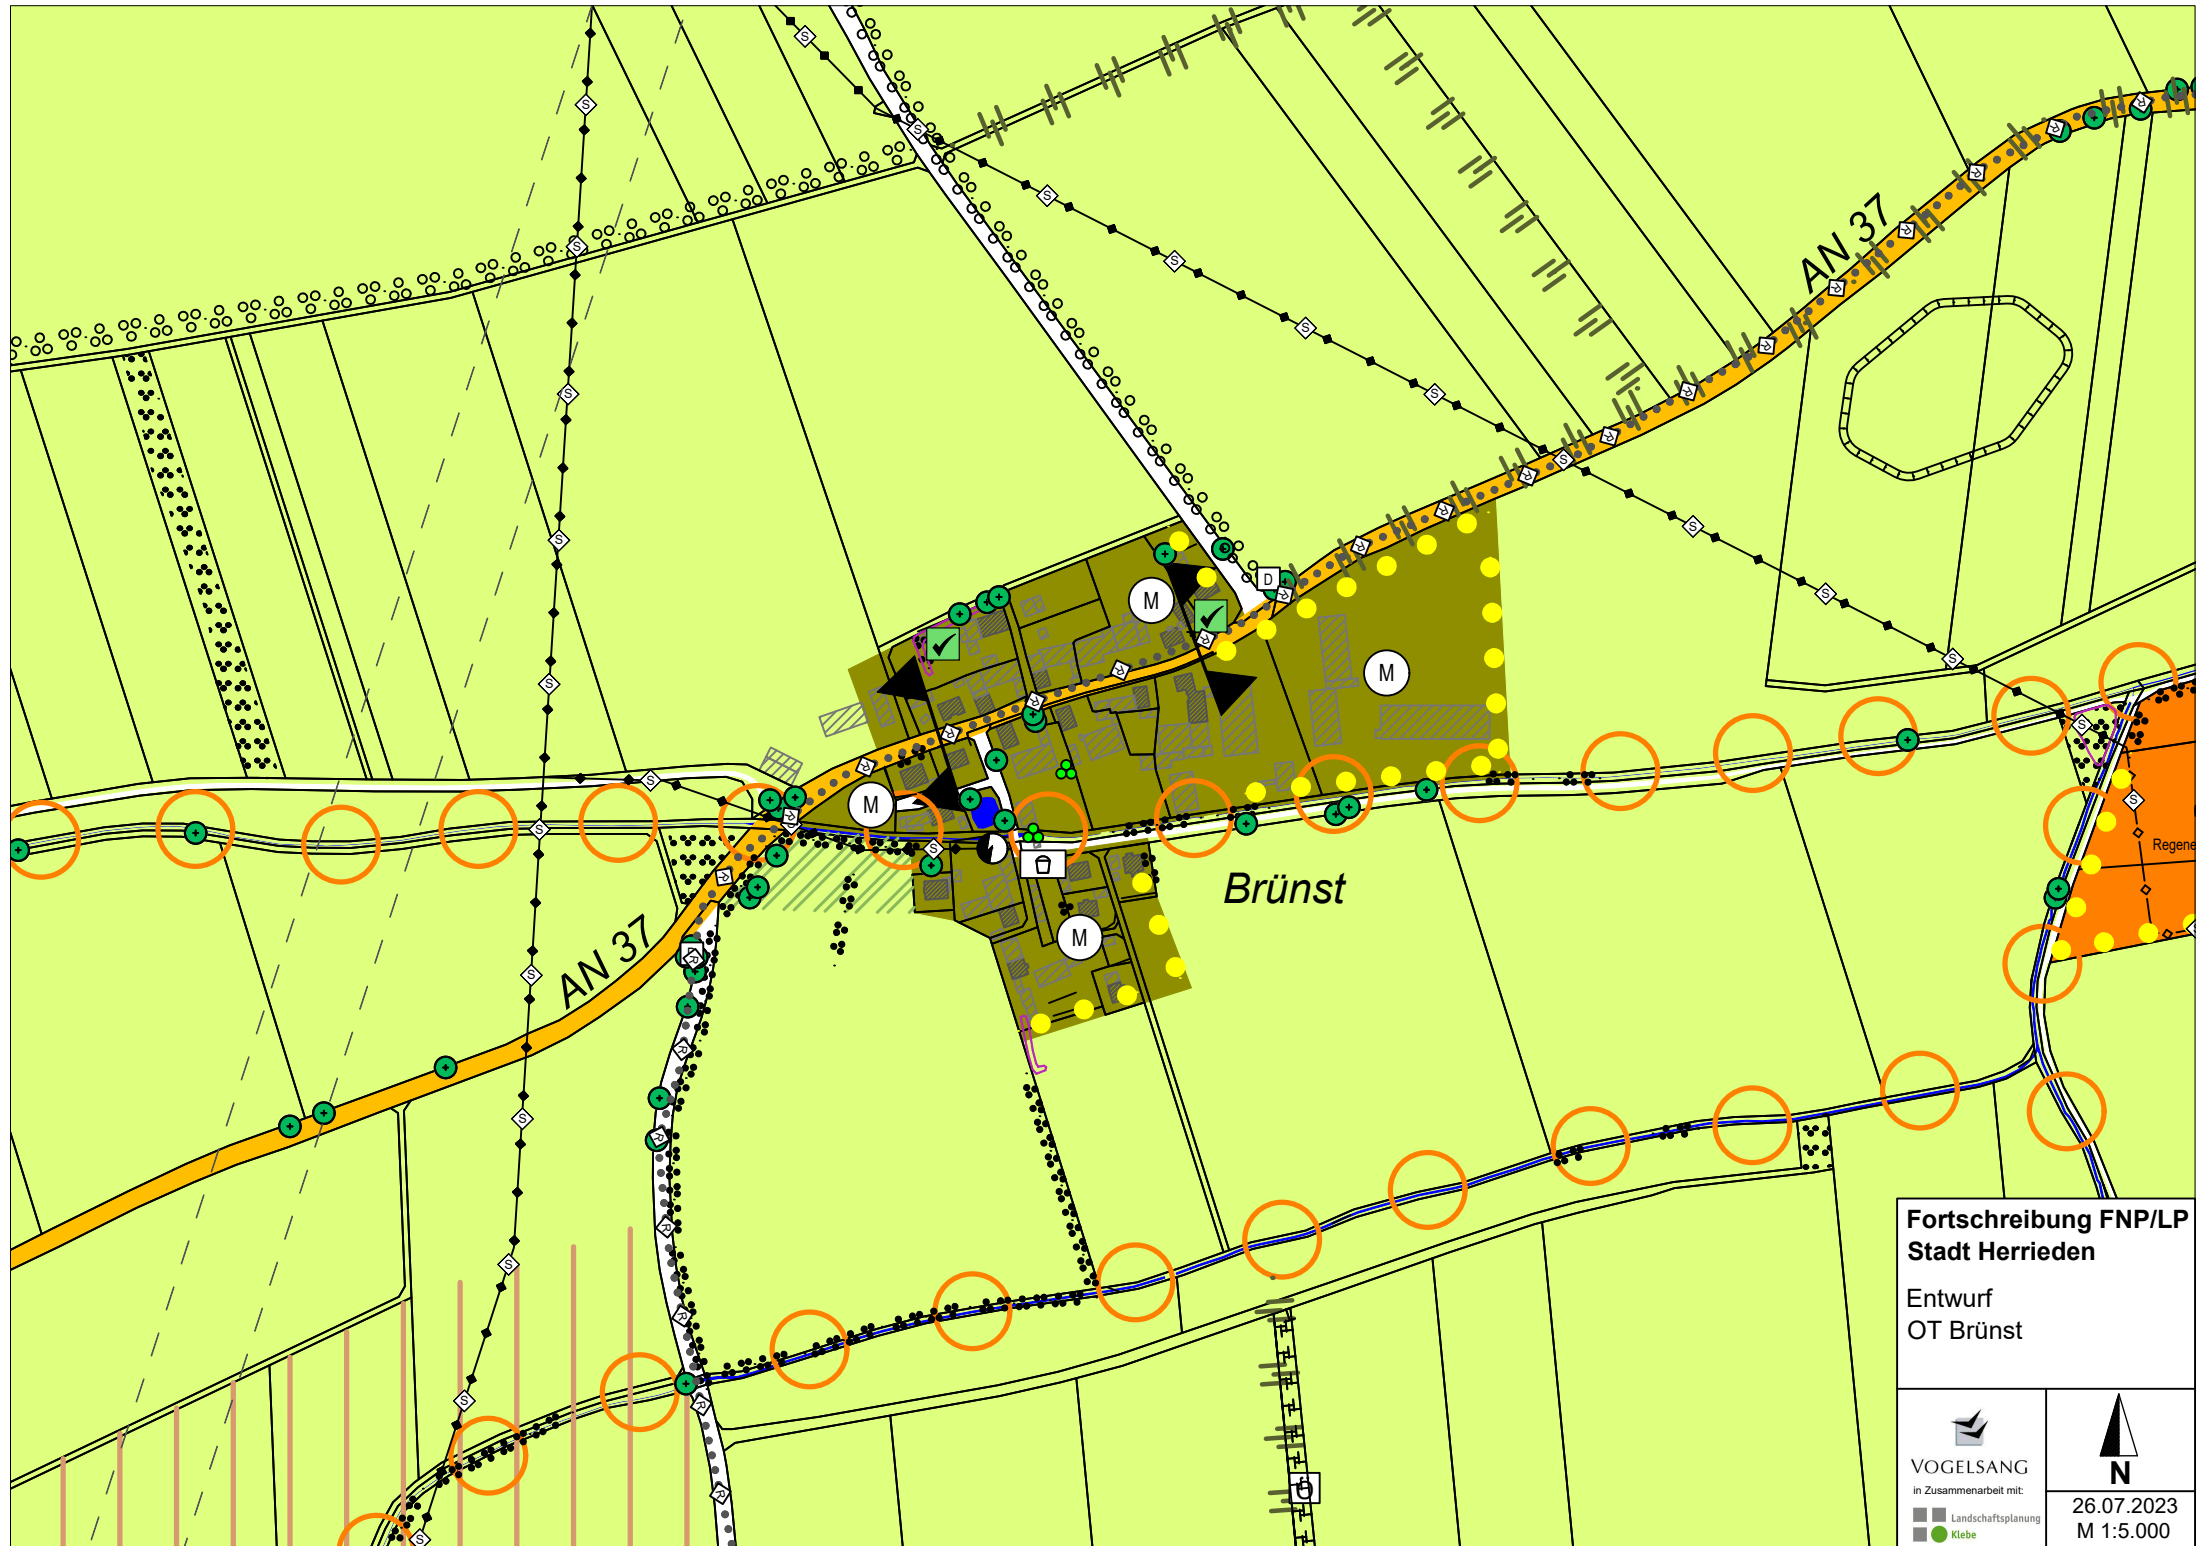 AN 37
D
M
M
M
Brünst
M
AN 37
Regene
Fortschreibung FNP/LP
Stadt Herrieden
Entwurf
OT Brünst
VOGELSANG
in Zusammenarbeit mit:
Landschaftsplanung
Klebe
N
26.07.2023
M 1:5.000